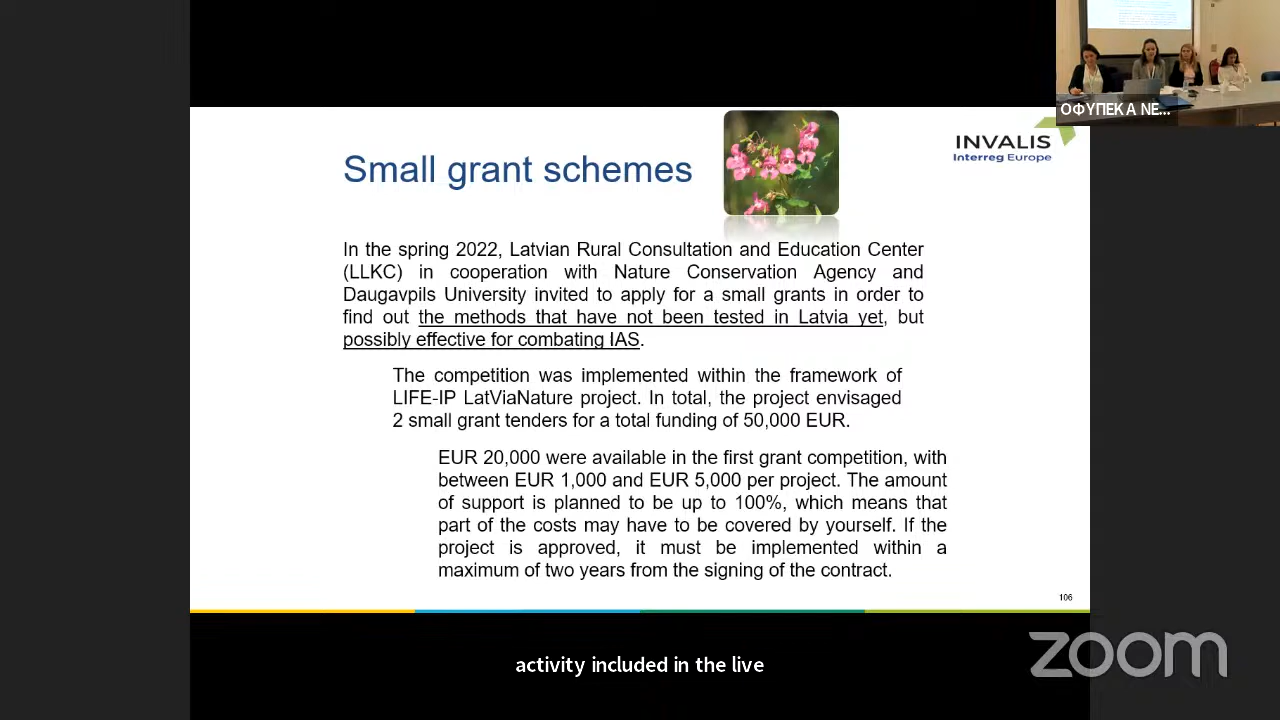 ΟΦΥΠΕΚΑ ΝΕ...
INVALIS
Interreg Europe
Small grant schemes
In the spring 2022, Latvian Rural Consultation and Education Center
(LLKC) in cooperation with Nature Conservation Agency and
Daugavpils University invited to apply for a small grants in order to
find out the methods that have not been tested in Latvia yet, but
possibly effective for combating IAS.
The competition was implemented within the framework of
LIFE-IP LatViaNature project. In total, the project envisaged
2 small grant tenders for a total funding of 50,000 EUR.
EUR 20,000 were available in the first grant competition, with
between EUR 1,000 and EUR 5,000 per project. The amount
of support is planned to be up to 100%, which means that
part of the costs may have to be covered by yourself. If the
project is approved, it must be implemented within a
maximum of two years from the signing of the contract.
106
activity included in the live
zoom